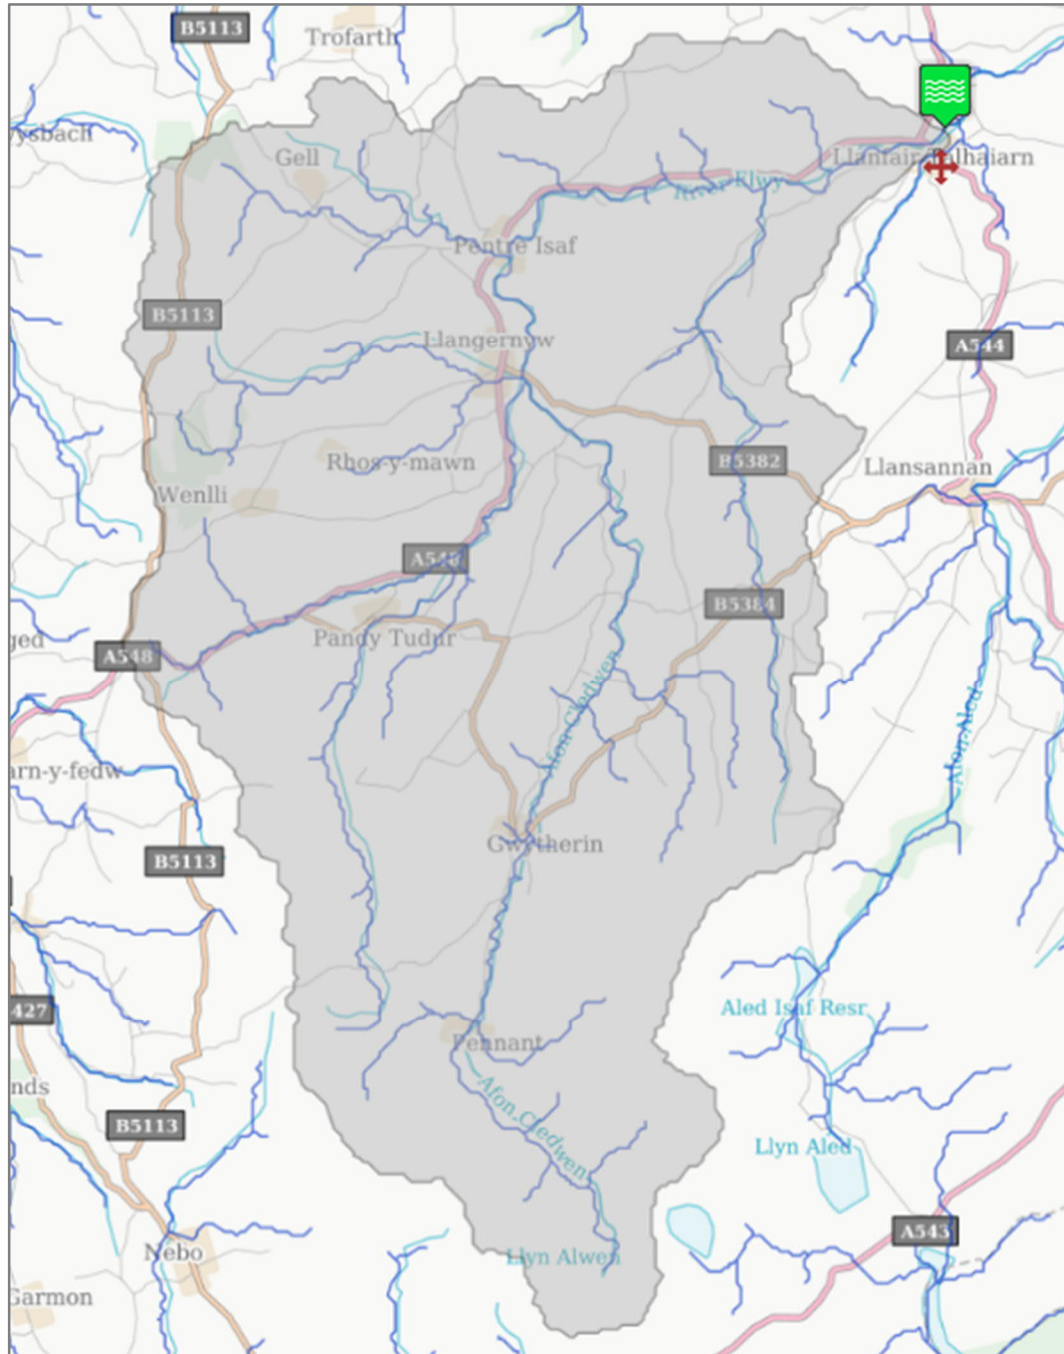 B5113
Trofarth
ysbach
Gell
Llanfair Talhaiarn
River Elwy
Pentre Isaf
B5113
Llangernyw
A544
Rhos-y-mawn
B5382
Llansannan
Wenlli
A548
B5384
Pandy Tudur
ged
A548
Afon Cledwen
Afon Aled
arn-y-fedw
Gwytherin
B5113
427
Aled Isaf Resr
Pennant
nds
Afon Cledwen
B5113
Llyn Aled
A543
Nebo
Llyn Alwen
Garmon